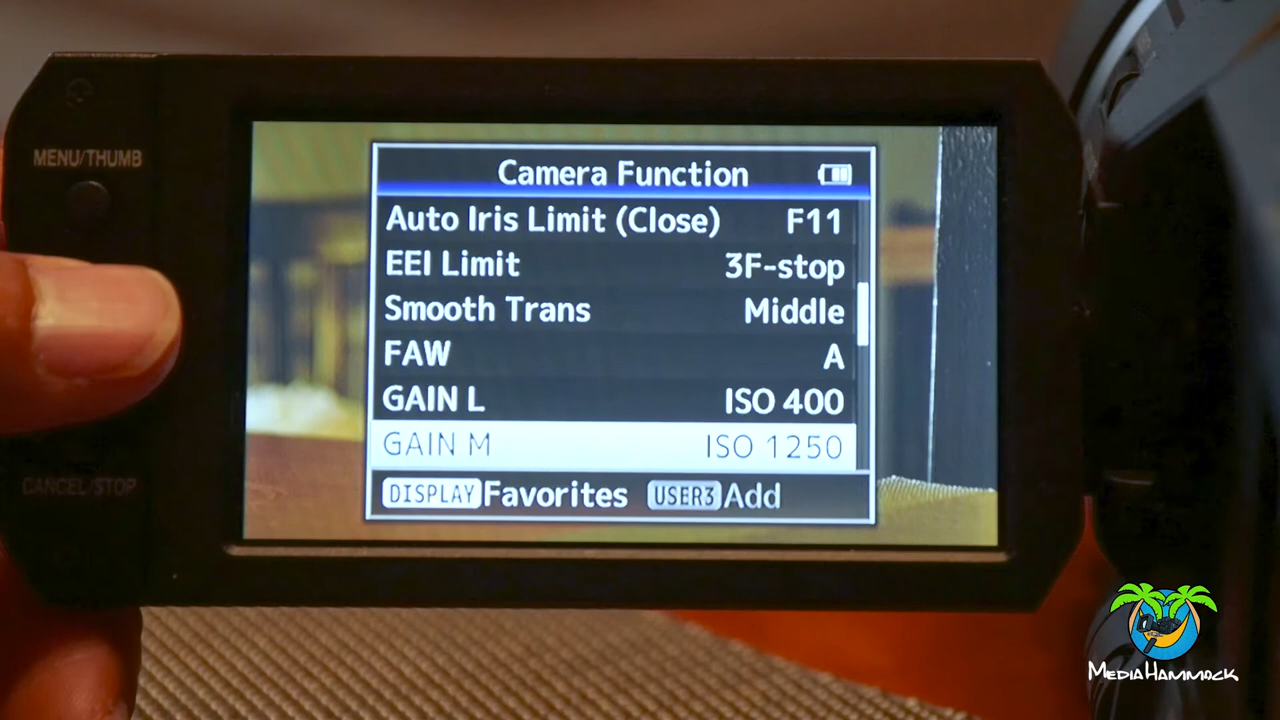 MENU/THUMB
CANCEL/STOP
Camera Function
Auto Iris Limit (Close) F11
EEI Limit 3F-stop
Smooth Trans Middle
FAW A
GAIN L ISO 400
GAIN M ISO 1250
DISPLAY Favorites USER3 Add
MEDIAHAMMOCK